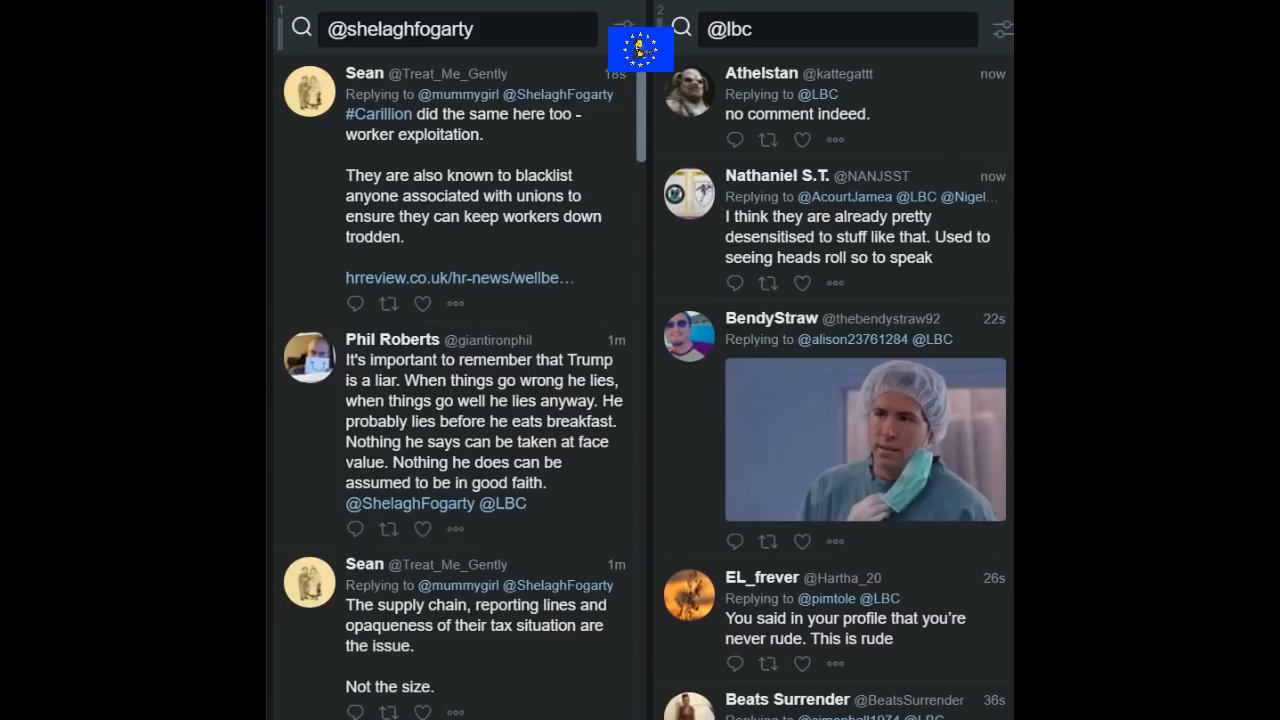 1
@shelaghfogarty
Sean @Treat_Me_Gently 18s
Replying to @mummygirl @ShelaghFogarty
#Carillion did the same here too -
worker exploitation.
They are also known to blacklist
anyone associated with unions to
ensure they can keep workers down
trodden.
hrreview.co.uk/hr-news/wellbe…
Phil Roberts @giantironphil 1m
It's important to remember that Trump
is a liar. When things go wrong he lies,
when things go well he lies anyway. He
probably lies before he eats breakfast.
Nothing he says can be taken at face
value. Nothing he does can be
assumed to be in good faith.
@ShelaghFogarty @LBC
Sean @Treat_Me_Gently 1m
Replying to @mummygirl @ShelaghFogarty
The supply chain, reporting lines and
opaqueness of their tax situation are
the issue.
Not the size.
2
@lbc
Athelstan @kattegattt now
Replying to @LBC
no comment indeed.
Nathaniel S.T. @NANJSST now
Replying to @AcourtJamea @LBC @Nigel…
I think they are already pretty
desensitised to stuff like that. Used to
seeing heads roll so to speak
BendyStraw @thebendystraw92 22s
Replying to @alison23761284 @LBC
EL_frever @Hartha_20 26s
Replying to @pimtole @LBC
You said in your profile that you're
never rude. This is rude
Beats Surrender @BeatsSurrender 36s
Replying to @simonhall1974 @LBC